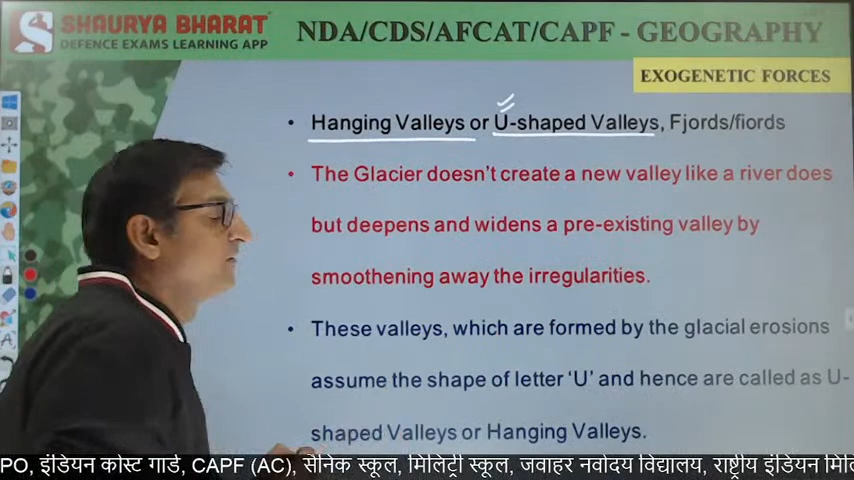 SHAURYA BHARAT
DEFENCE EXAMS LEARNING APP
NDA/CDS/AFCAT/CAPF - GEOGRAPHY
EXOGENETIC FORCES
• Hanging Valleys or U-shaped Valleys, Fjords/fiords
• The Glacier doesn't create a new valley like a river does
but deepens and widens a pre-existing valley by
smoothening away the irregularities.
• These valleys, which are formed by the glacial erosions
assume the shape of letter 'U' and hence are called as U-
shaped Valleys or Hanging Valleys.
PO, इंडियन कोस्ट गार्ड, CAPF (AC), सैनिक स्कूल, मिलिट्री स्कूल, जवाहर नवोदय विद्यालय, राष्ट्रीय इंडियन मिलि